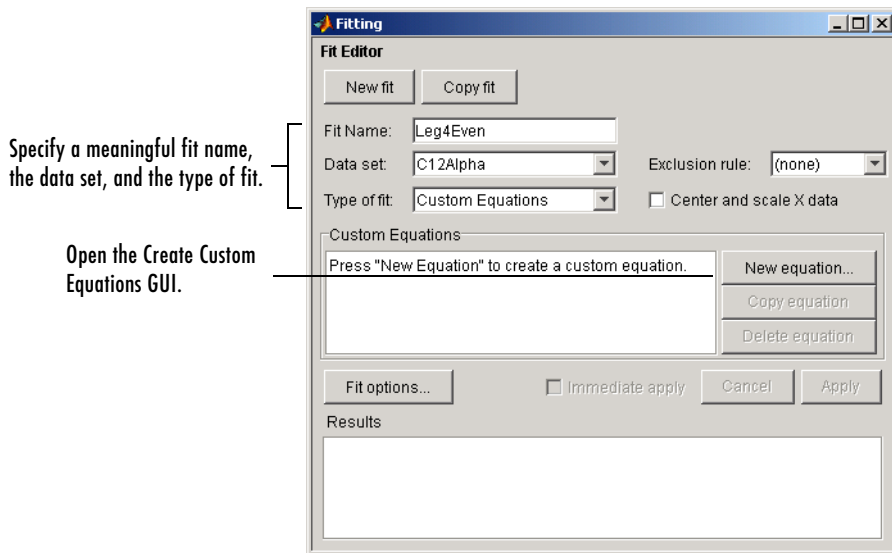 Fitting
Fit Editor
New fit
Copy fit
Specify a meaningful fit name,
the data set, and the type of fit.
Fit Name:
Leg4Even
Data set:
C12Alpha
Exclusion rule:
(none)
Type of fit:
Custom Equations
Center and scale X data
Open the Create Custom
Equations GUI.
Custom Equations
Press "New Equation" to create a custom equation.
New equation...
Copy equation
Delete equation
Fit options...
Immediate apply
Cancel
Apply
Results